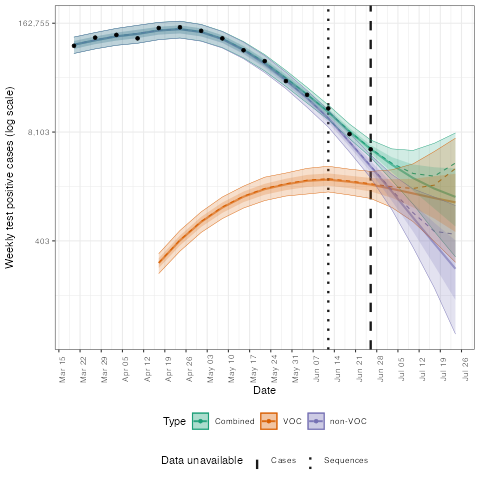 Weekly test positive cases (log scale)
162.755
8.103
403
Mar 15
Mar 22
Mar 29
Apr 05
Apr 12
Apr 19
Apr 26
May 03
May 10
May 17
May 24
May 31
Jun 07
Jun 14
Jun 21
Jun 28
Jul 05
Jul 12
Jul 19
Jul 26
Date
Type Combined VOC non-VOC
Data unavailable Cases Sequences